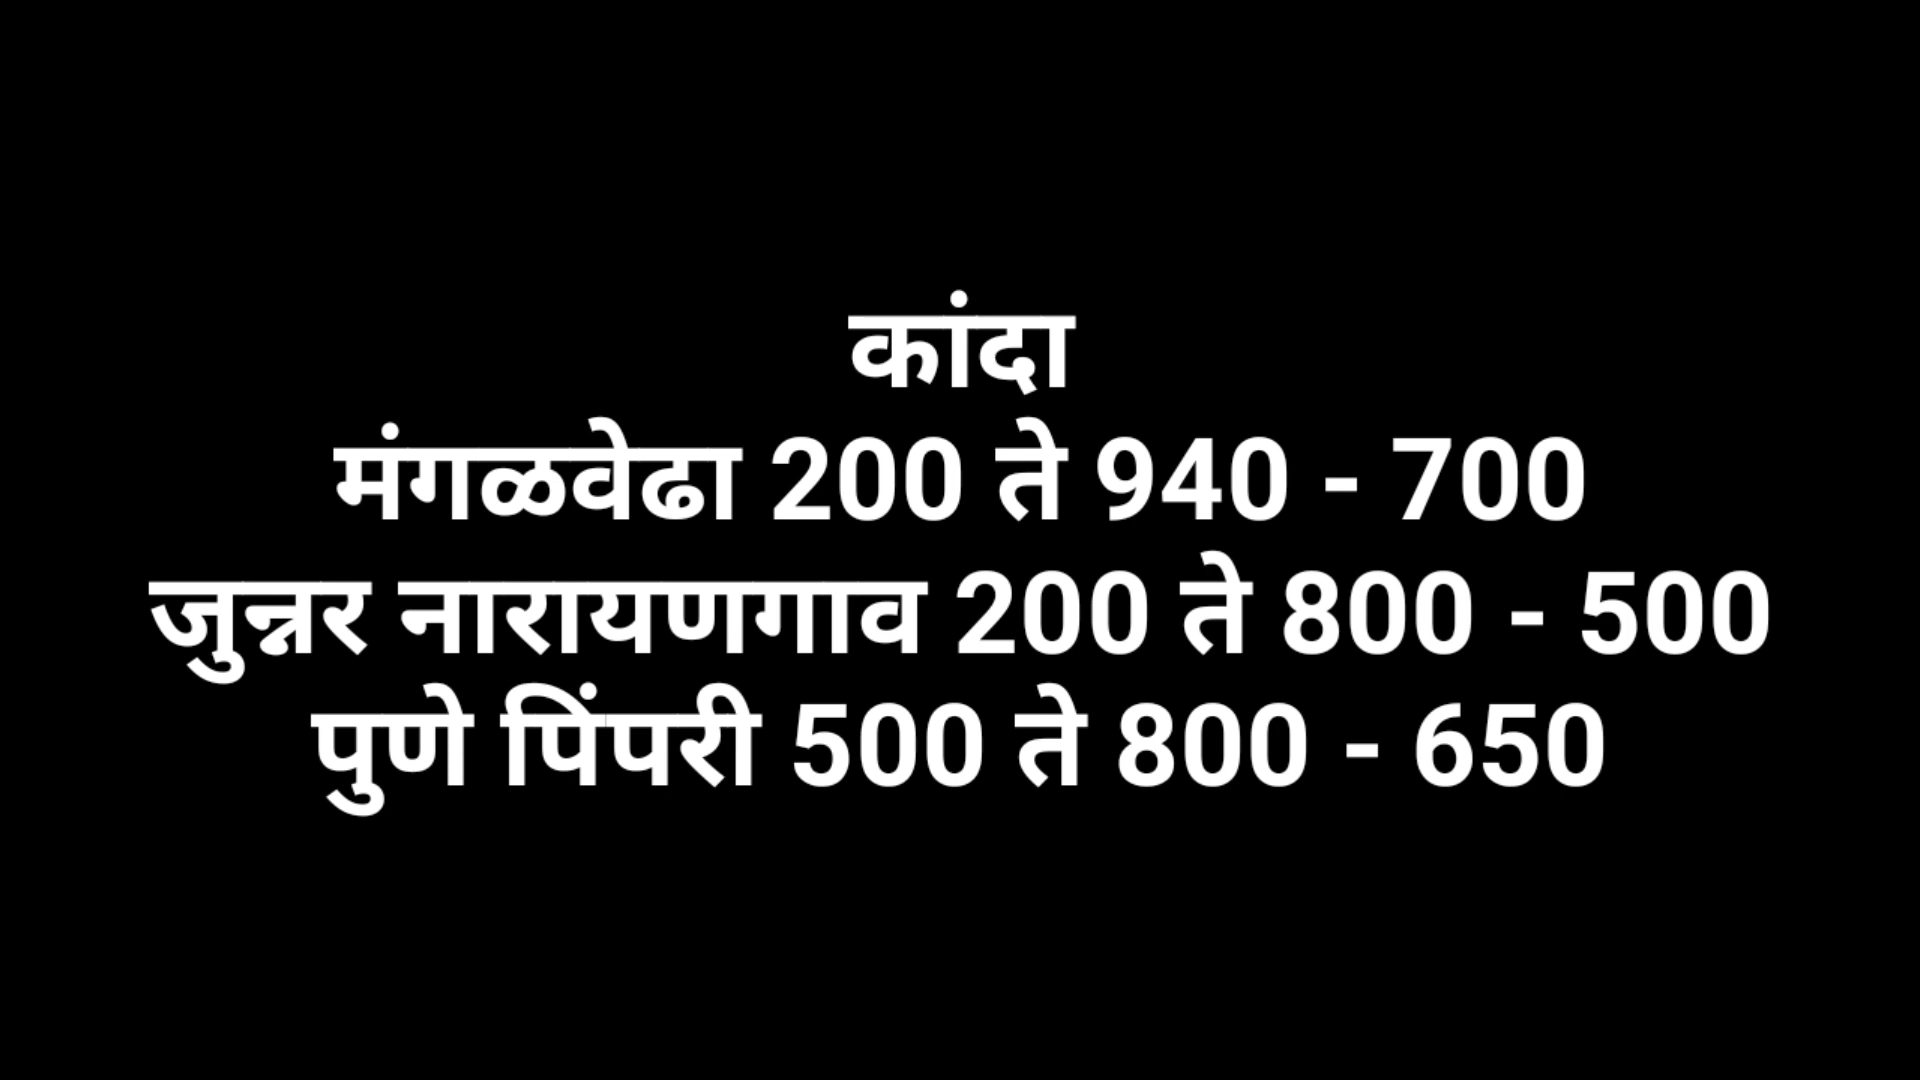 कांदा
मंगळवेढा 200 ते 940 - 700
जुन्नर नारायणगाव 200 ते 800 - 500
पुणे पिंपरी 500 ते 800 - 650